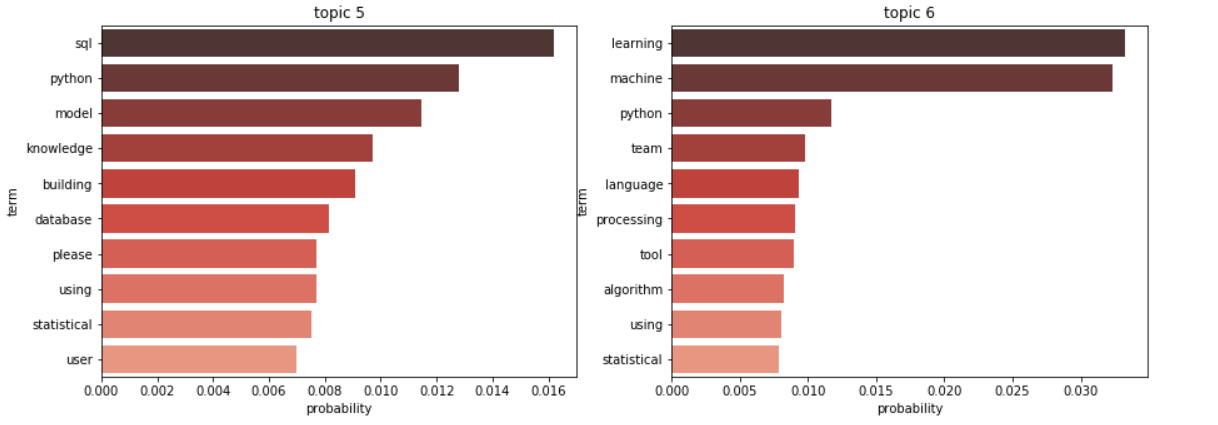 topic 5
term
sql
python
model
knowledge
building
database
please
using
statistical
user
0.000 0.002 0.004 0.006 0.008 0.010 0.012 0.014 0.016
probability
topic 6
term
learning
machine
python
team
language
processing
tool
algorithm
using
statistical
0.000 0.005 0.010 0.015 0.020 0.025 0.030
probability